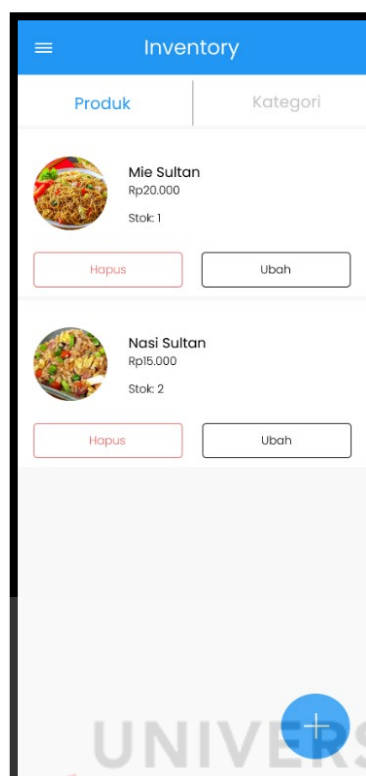 Inventory
Produk Kategori
Mie Sultan
Rp20.000
Stok: 1
Hapus Ubah
Nasi Sultan
Rp15.000
Stok: 2
Hapus Ubah
+
UNIVERS